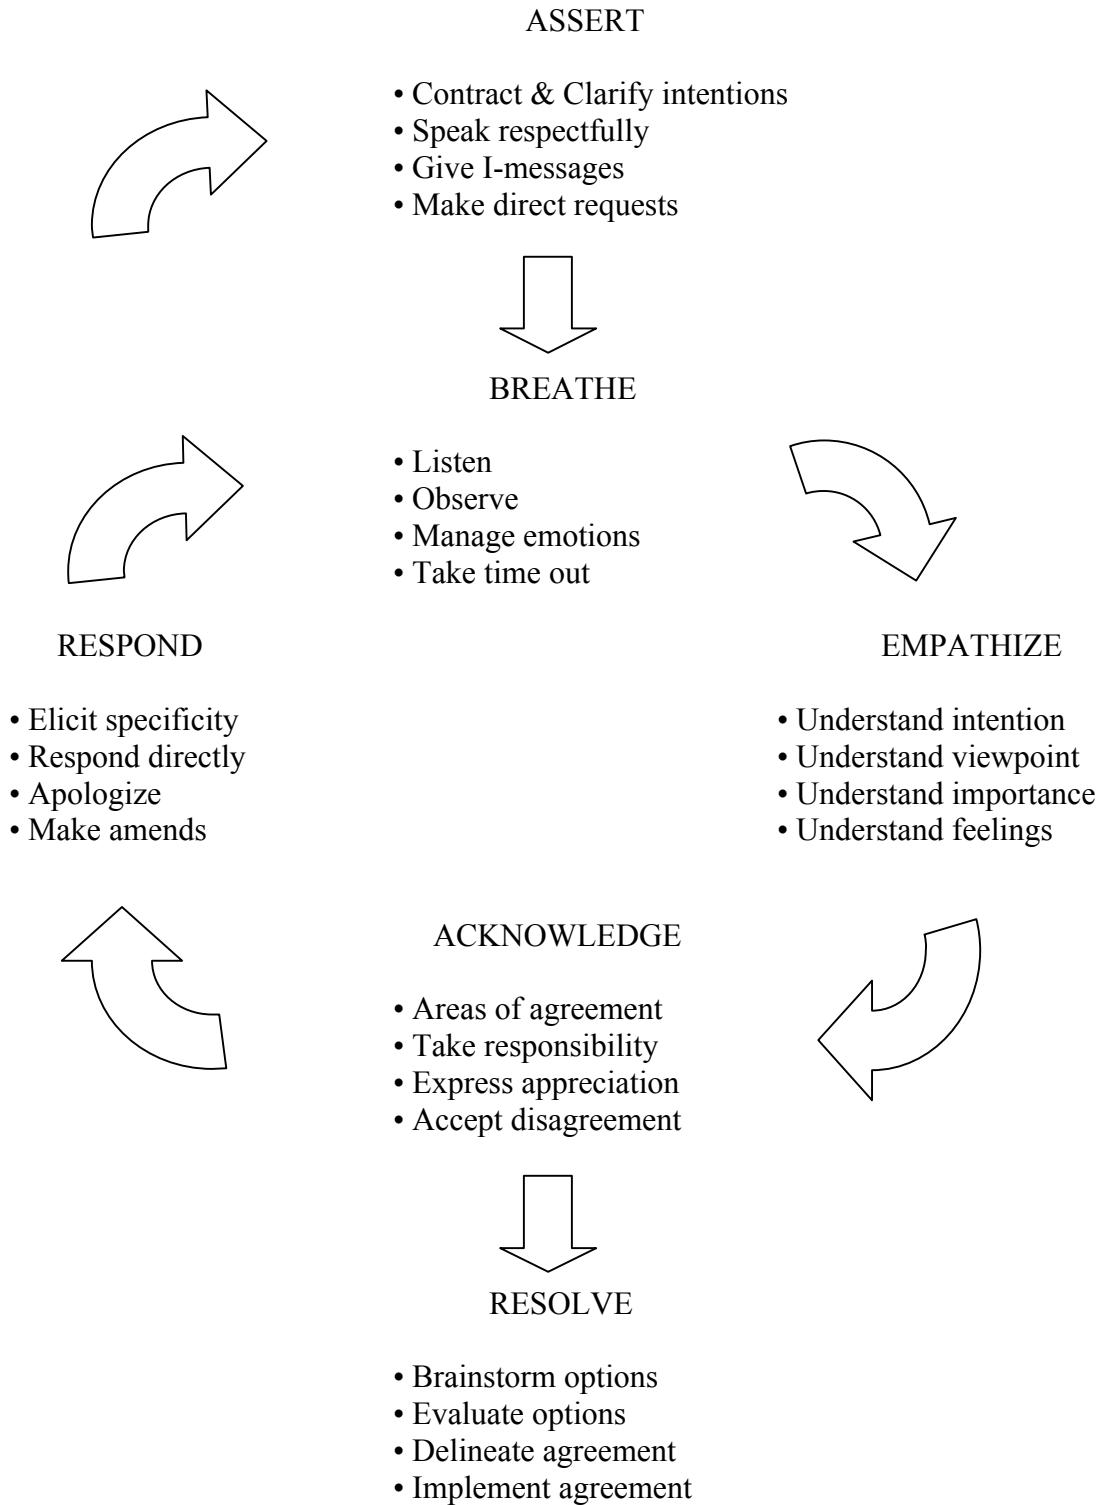 ASSERT
• Contract & Clarify intentions
• Speak respectfully
• Give I-messages
• Make direct requests
BREATHE
• Listen
• Observe
• Manage emotions
• Take time out
RESPOND
• Elicit specificity
• Respond directly
• Apologize
• Make amends
EMPATHIZE
• Understand intention
• Understand viewpoint
• Understand importance
• Understand feelings
ACKNOWLEDGE
• Areas of agreement
• Take responsibility
• Express appreciation
• Accept disagreement
RESOLVE
• Brainstorm options
• Evaluate options
• Delineate agreement
• Implement agreement